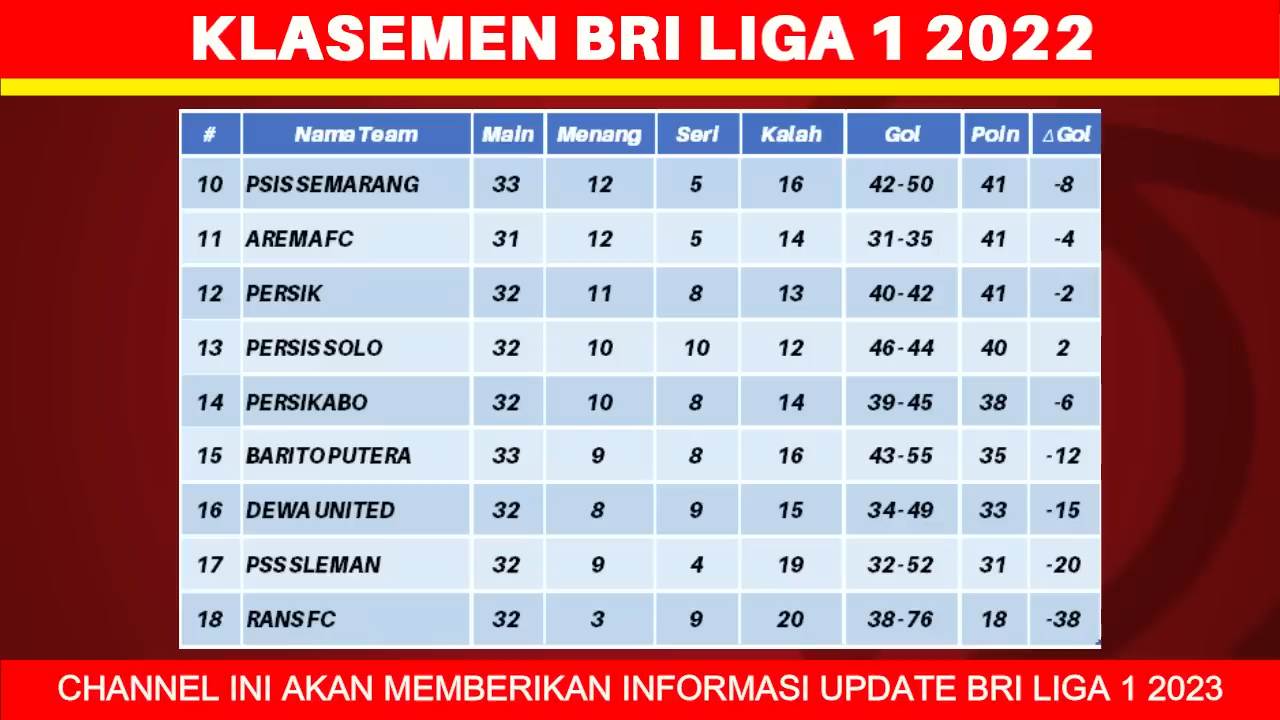 KLASEMEN BRI LIGA 1 2022
# Nama Team Main Menang Seri Kalah Gol Poin △ Gol
10 PSIS SEMARANG 33 12 5 16 42-50 41 -8
11 AREMA FC 31 12 5 14 31-35 41 -4
12 PERSIK 32 11 8 13 40-42 41 -2
13 PERSIS SOLO 32 10 10 12 46-44 40 2
14 PERSIKABO 32 10 8 14 39-45 38 -6
15 BARITO PUTERA 33 9 8 16 43-55 35 -12
16 DEWA UNITED 32 8 9 15 34-49 33 -15
17 PSS SLEMAN 32 9 4 19 32-52 31 -20
18 RANS FC 32 3 9 20 38-76 18 -38
CHANNEL INI AKAN MEMBERIKAN INFORMASI UPDATE BRI LIGA 1 2023